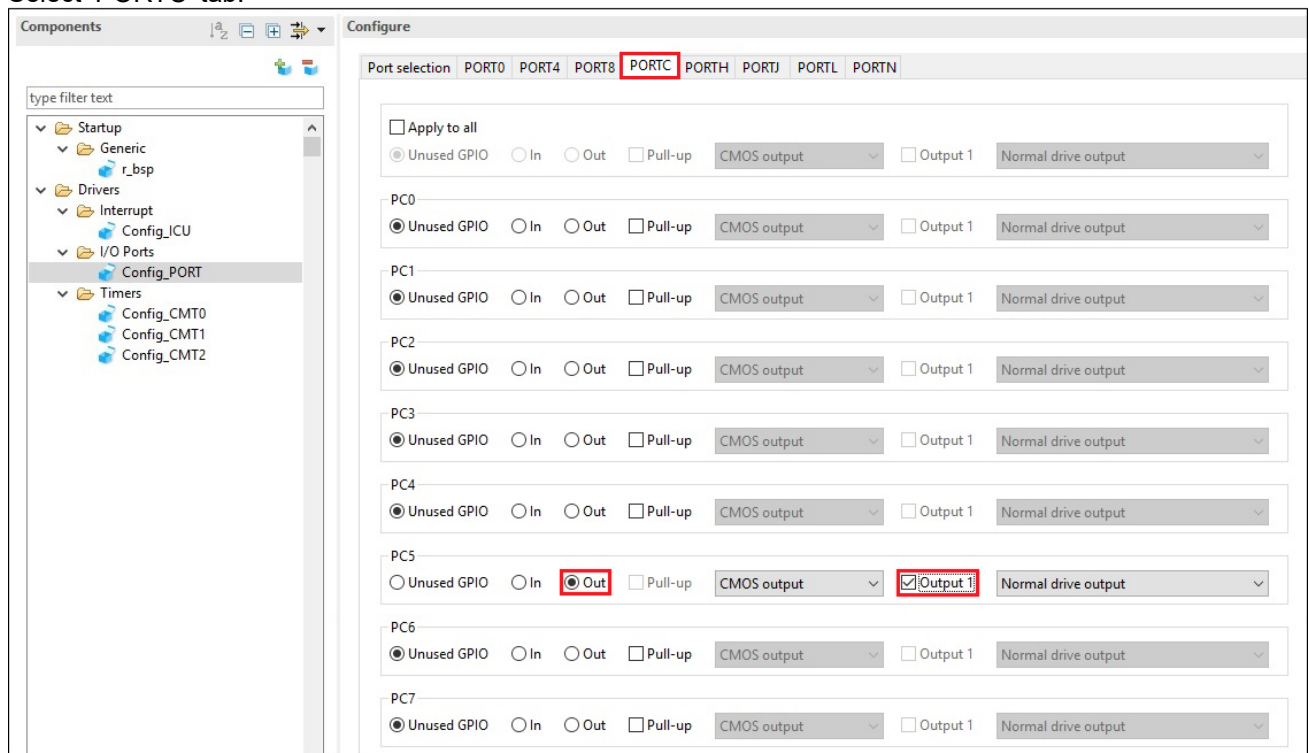 Select 'PORTC' tab.
Components
Configure
Port selection PORT0 PORT4 PORT8 PORTC PORTH PORTJ PORTL PORTN
type filter text
Startup
Generic
r_bsp
Drivers
Interrupt
Config_ICU
I/O Ports
Config_PORT
Timers
Config_CMT0
Config_CMT1
Config_CMT2
Apply to all
Unused GPIO In Out Pull-up CMOS output Output 1 Normal drive output
PC0
Unused GPIO In Out Pull-up CMOS output Output 1 Normal drive output
PC1
Unused GPIO In Out Pull-up CMOS output Output 1 Normal drive output
PC2
Unused GPIO In Out Pull-up CMOS output Output 1 Normal drive output
PC3
Unused GPIO In Out Pull-up CMOS output Output 1 Normal drive output
PC4
Unused GPIO In Out Pull-up CMOS output Output 1 Normal drive output
PC5
Unused GPIO In Out Pull-up CMOS output Output 1 Normal drive output
PC6
Unused GPIO In Out Pull-up CMOS output Output 1 Normal drive output
PC7
Unused GPIO In Out Pull-up CMOS output Output 1 Normal drive output